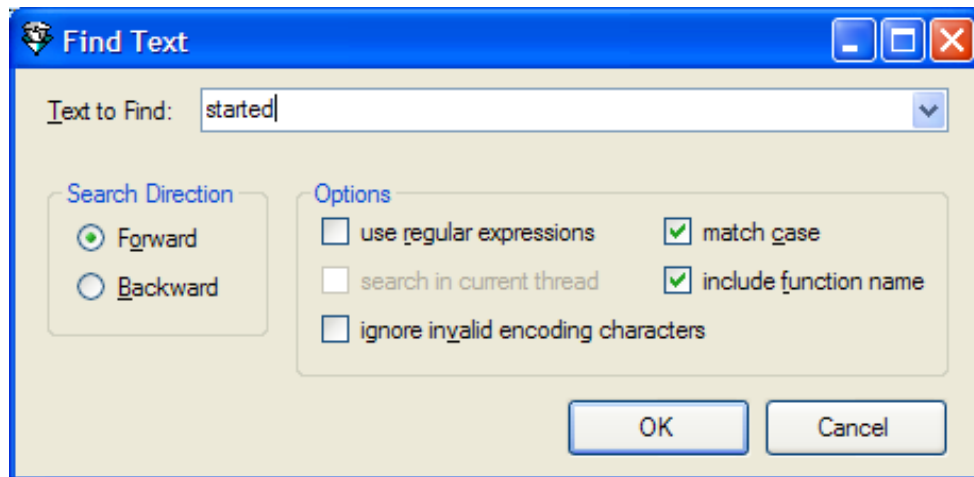 Find Text
Text to Find: started
Search Direction
Forward
Backward
Options
use regular expressions match case
search in current thread include function name
ignore invalid encoding characters
OK Cancel